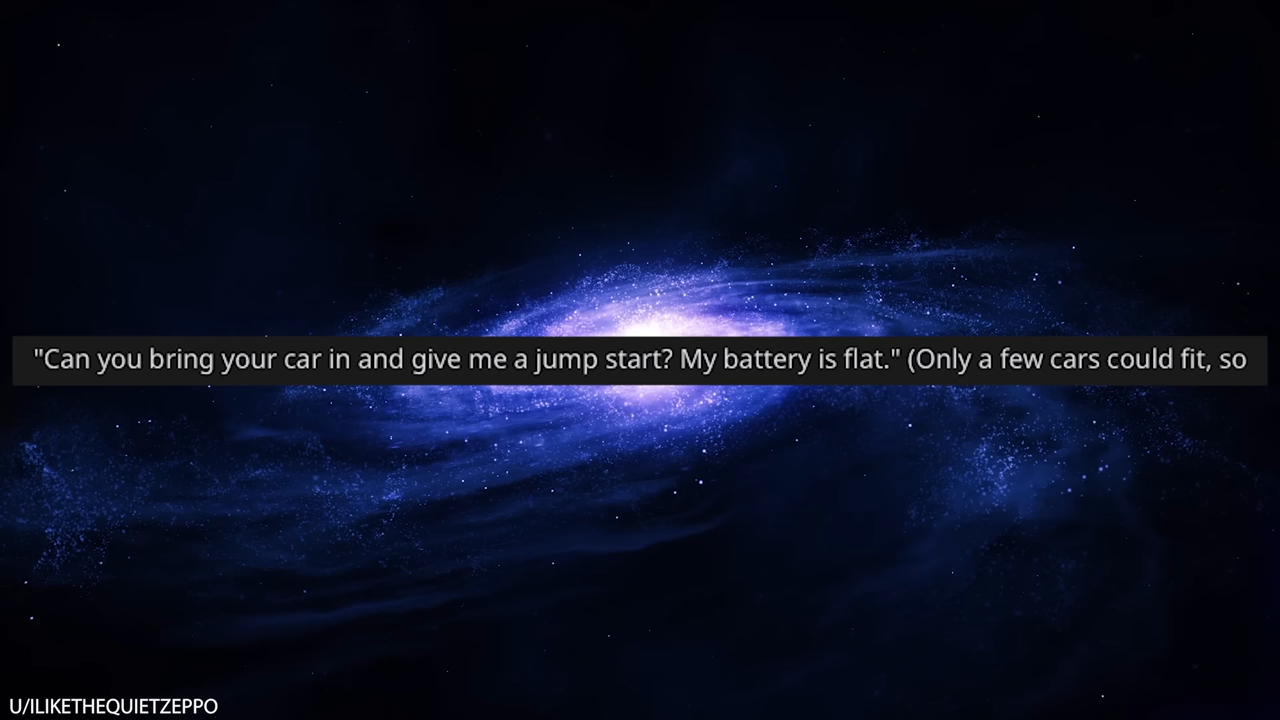 "Can you bring your car in and give me a jump start? My battery is flat." (Only a few cars could fit, so
U/ILIKETHEQUIETZEPPO